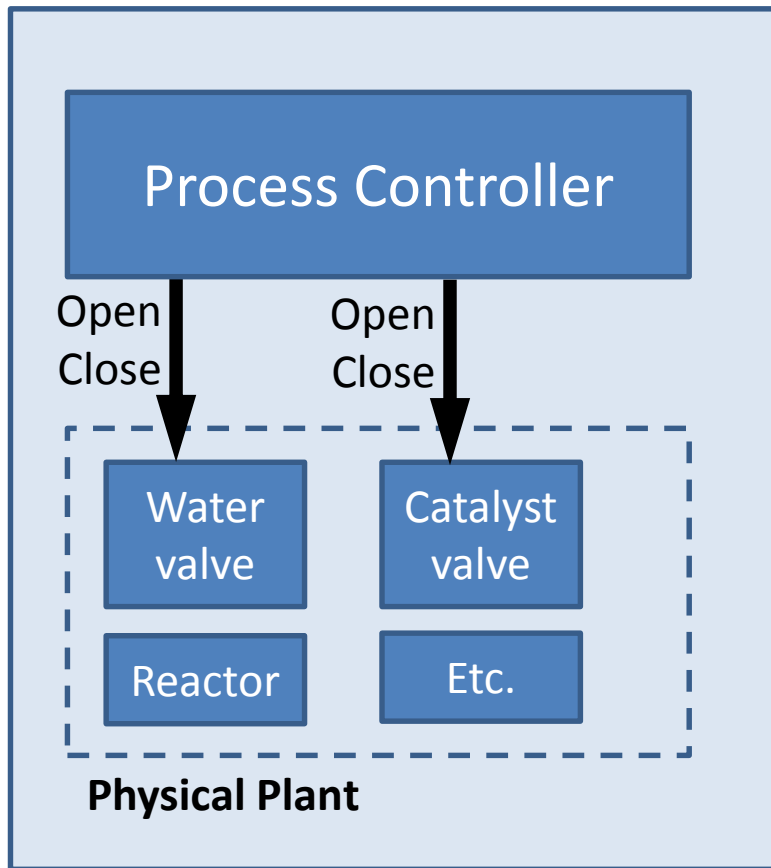 Process Controller
Open
Close
Open
Close
Water
valve
Catalyst
valve
Reactor
Etc.
Physical Plant